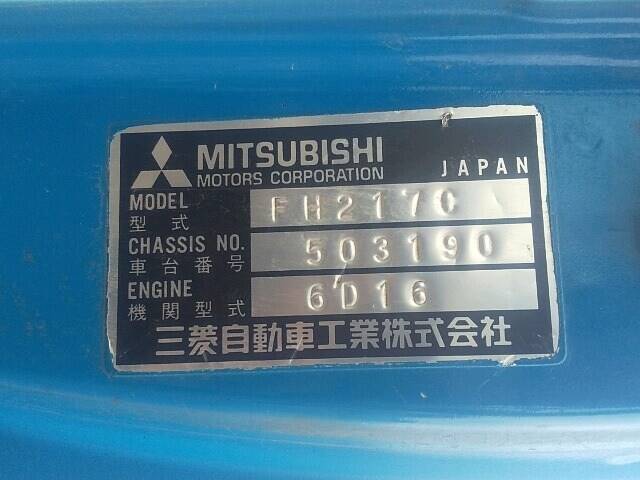 MITSUBISHI
MOTORS CORPORATION JAPAN
MODEL
型式 FH217C
CHASSIS NO.
車台番号 503190
ENGINE
機関型式 6D16
三菱自動車工業株式会社